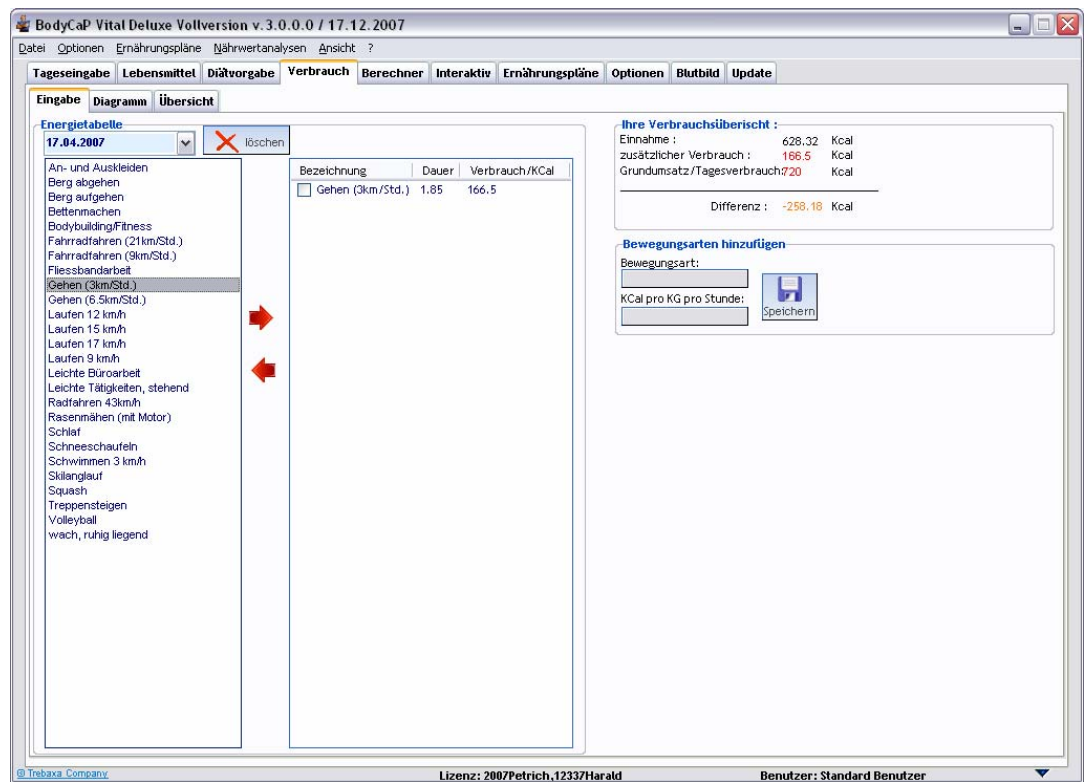 BodyCaP Vital Deluxe Vollversion v.3.0.0.0 / 17.12.2007
Datei Optionen Ernährungspläne Nährwertanalysen Ansicht ?
Tageseingabe Lebensmittel Diätvorgabe Verbrauch Berechner Interaktiv Ernährungspläne Optionen Blutbild Update
Eingabe Diagramm Übersicht
Energietabelle
17.04.2007 löschen
An- und Auskleiden
Berg abgehen
Berg aufgehen
Bettenmachen
Bodybuilding/Fitness
Fahrradfahren (21km/Std.)
Fahrradfahren (9km/Std.)
Fliessbandarbeit
Gehen (3km/Std.)
Gehen (6.5km/Std.)
Laufen 12 km/h
Laufen 15 km/h
Laufen 17 km/h
Laufen 9 km/h
Leichte Büroarbeit
Leichte Tätigkeiten, stehend
Radfahren 43km/h
Rasenmähen (mit Motor)
Schlaf
Schneeschaufeln
Schwimmen 3 km/h
Skilanglauf
Squash
Treppensteigen
Volleyball
wach, ruhig liegend
Bezeichnung Dauer Verbrauch/KCal
Gehen (3km/Std.) 1.85 166.5
Ihre Verbrauchsüberischt :
Einnahme : 628.32 Kcal
zusätzlicher Verbrauch : 166.5 Kcal
Grundumsatz/Tagesverbrauch:720 Kcal
Differenz : -258.18 Kcal
Bewegungsarten hinzufügen
Bewegungsart:
KCal pro KG pro Stunde:
Speichern
© Trebaxa Company Lizenz: 2007Petrich,12337Harald Benutzer: Standard Benutzer